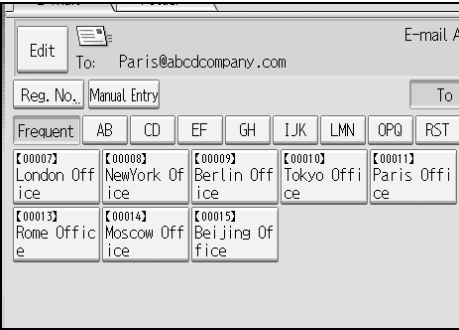 Edit
To: Paris@abcdcompany.com
E-mail A
Reg. No. Manual Entry To
Frequent AB CD EF GH IJK LMN OPQ RST
【00007】 【00008】 【00009】 【00010】 【00011】
London Off NewYork Of Berlin Off Tokyo Offi Paris Offi
ice fice ice ce ce
【00013】 【00014】 【00015】
Rome Offic Moscow Off Beijing Of
e ice fice